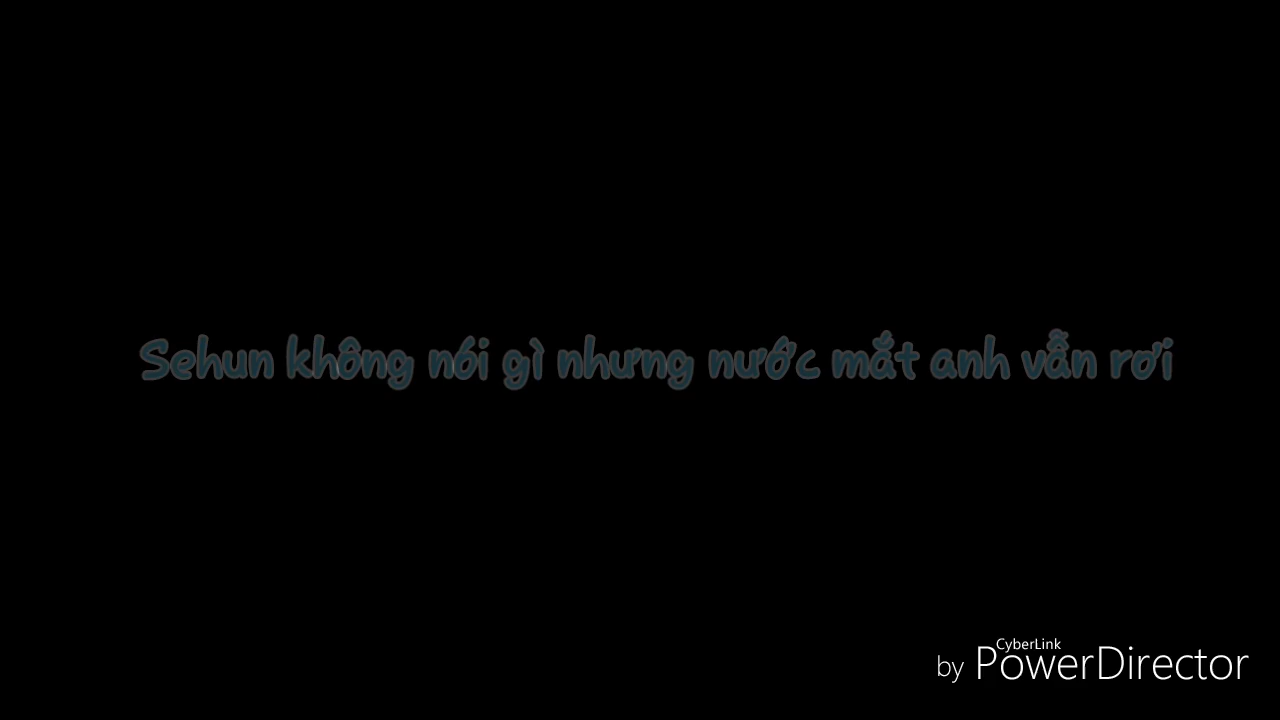 Sehun không nói gì nhưng nước mắt anh vẫn rơi
CyberLink
by PowerDirector